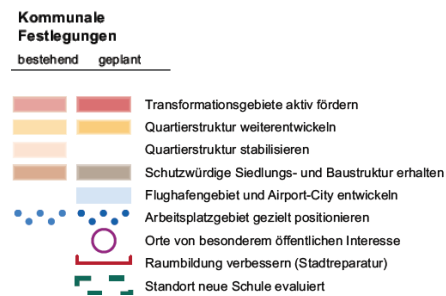 Kommunale
Festlegungen
bestehend geplant
Transformationsgebiete aktiv fördern
Quartierstruktur weiterentwickeln
Quartierstruktur stabilisieren
Schutzwürdige Siedlungs- und Baustruktur erhalten
Flughafengebiet und Airport-City entwickeln
Arbeitsplatzgebiet gezielt positionieren
Orte von besonderem öffentlichen Interesse
Raumbildung verbessern (Stadtreparatur)
Standort neue Schule evaluiert